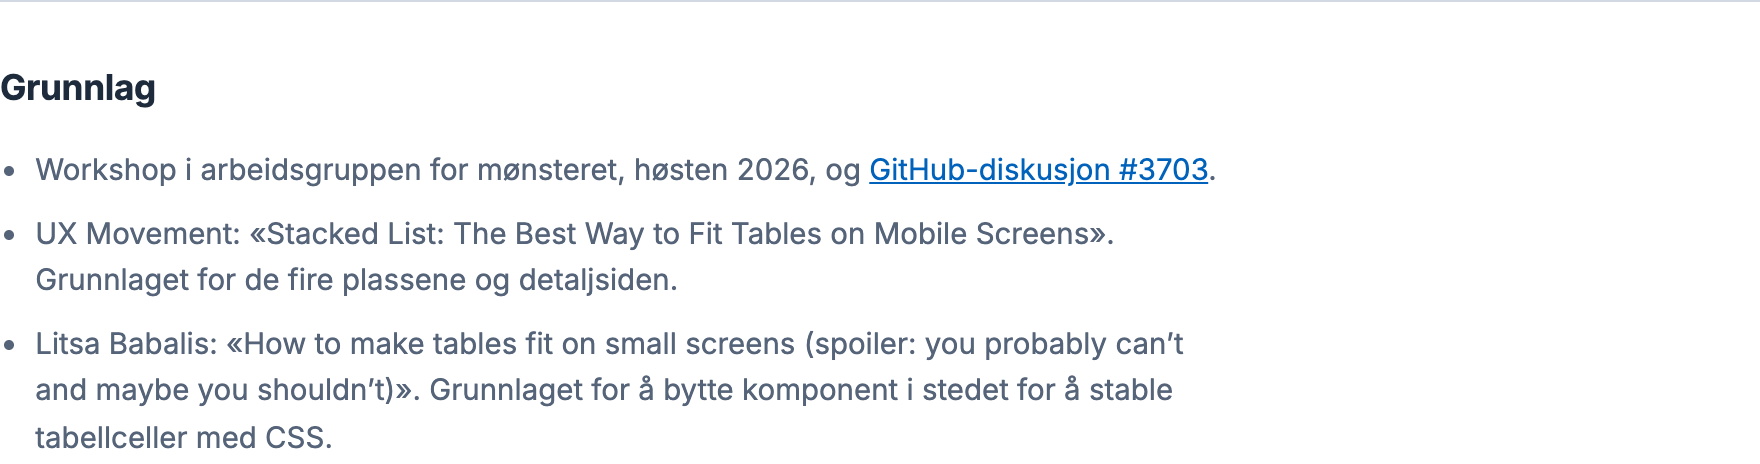 Grunnlag
• Workshop i arbeidsgruppen for mønsteret, høsten 2026, og GitHub-diskusjon #3703.
• UX Movement: «Stacked List: The Best Way to Fit Tables on Mobile Screens».
Grunnlaget for de fire plassene og detaljsiden.
• Litsa Babalis: «How to make tables fit on small screens (spoiler: you probably can’t
and maybe you shouldn’t)». Grunnlaget for å bytte komponent i stedet for å stable
tabellceller med CSS.